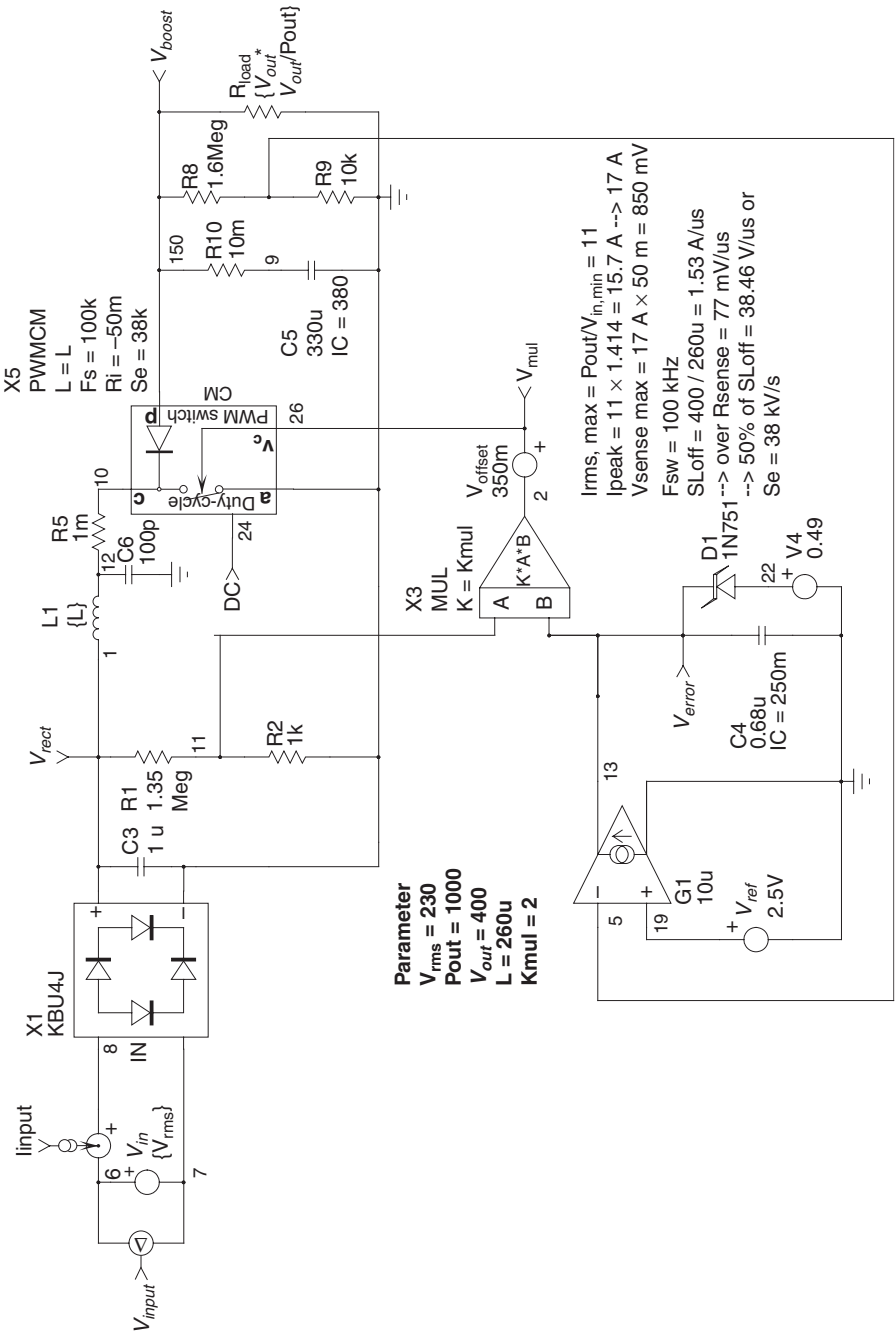 X5
PWMCM
L = L
Fs = 100k
Ri = –50m
Se = 38k
V_boost
R_load
{V_out*
V_out/Pout}
R8
1.6Meg
R9
10k
150
R10
10m
9
C5
330u
IC = 380
PWM switch
CM
p
c
a
V_c
Duty-cycle
26
10
R5
1m
12
C6
100p
24
DC
L1
{L}
1
V_rect
R1
1.35
Meg
11
R2
1k
C3
1 u
X1
KBU4J
+
–
8
IN
Iinput
+
6
+
V_in
{V_rms}
7
V_input
Parameter
V_rms = 230
Pout = 1000
V_out = 400
L = 260u
Kmul = 2
X3
MUL
K = Kmul
A
B
K*A*B
V_offset
350m
2
+
V_mul
Irms, max = Pout/V_in,min = 11
Ipeak = 11 × 1.414 = 15.7 A --> 17 A
Vsense max = 17 A × 50 m = 850 mV
Fsw = 100 kHz
SLoff = 400 / 260u = 1.53 A/us
--> over Rsense = 77 mV/us
--> 50% of SLoff = 38.46 V/us or
Se = 38 kV/s
D1
1N751
22
+
V4
0.49
V_error
C4
0.68u
IC = 250m
13
–
+
5
19
G1
10u
+
V_ref
2.5V